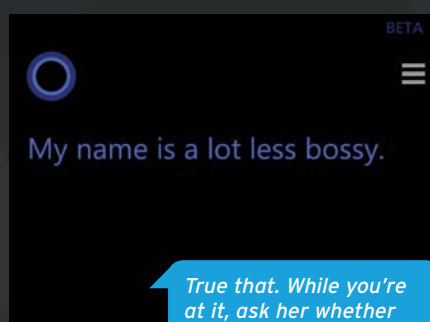 BETA
My name is a lot less bossy.
True that. While you're
at it, ask her whether